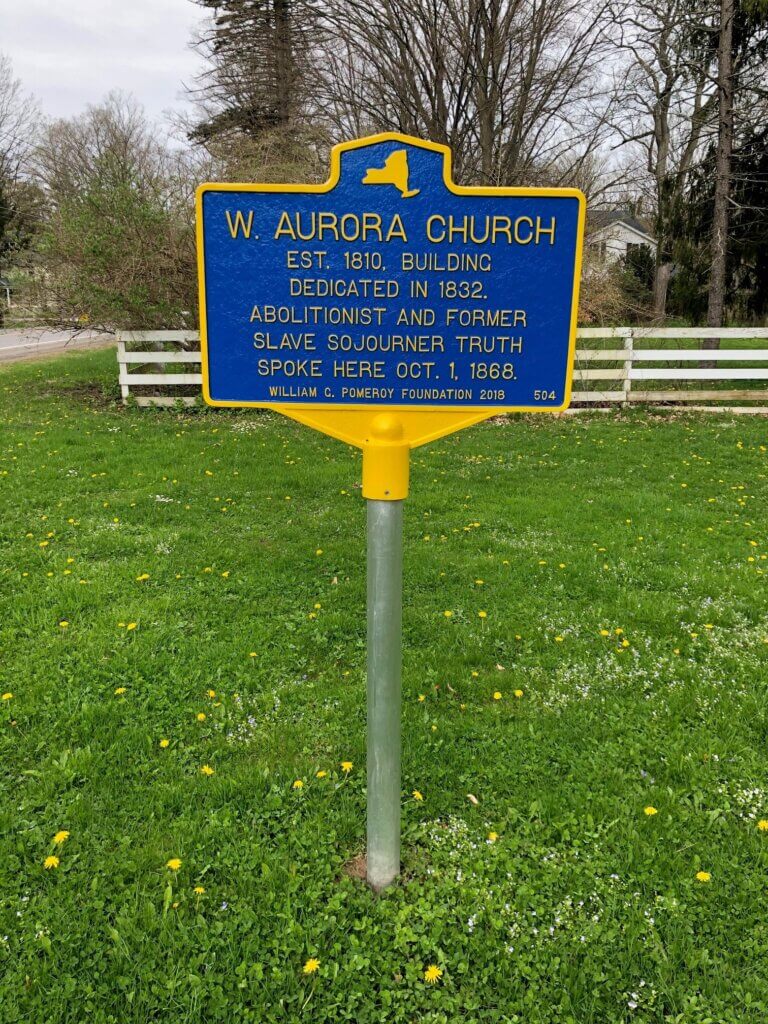 W. AURORA CHURCH
EST. 1810. BUILDING
DEDICATED IN 1832.
ABOLITIONIST AND FORMER
SLAVE SOJOURNER TRUTH
SPOKE HERE OCT. 1, 1868.
WILLIAM G. POMEROY FOUNDATION 2018 504